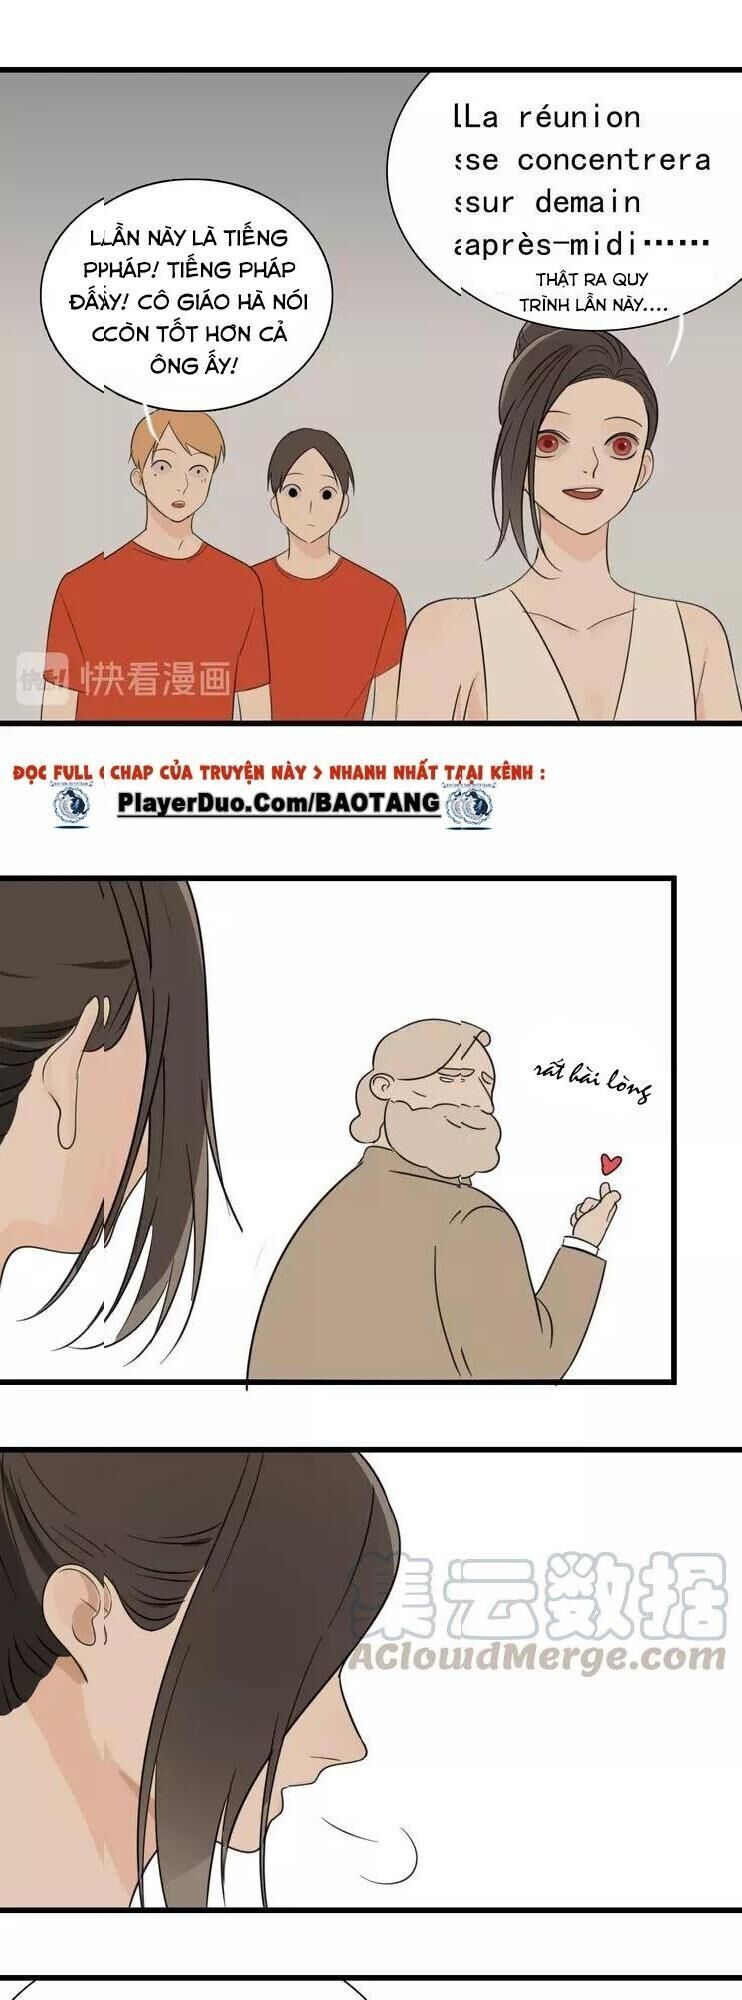 La réunion
se concentrera
sur demain
après-midi……
THẬT RA QUY
TRÌNH LẦN NÀY....
LẦN NÀY LÀ TIẾNG
PHÁP! TIẾNG PHÁP
ĐẤY! CÔ GIÁO HÀ NÓI
CÒN TỐT HƠN CẢ
ÔNG ẤY!
快看漫画
ĐỌC FULL CHAP CỦA TRUYỆN NÀY > NHANH NHẤT TẠI KÊNH :
PlayerDuo.Com/BAOTANG
rất hài lòng
集云数据
ACloudMerge.com